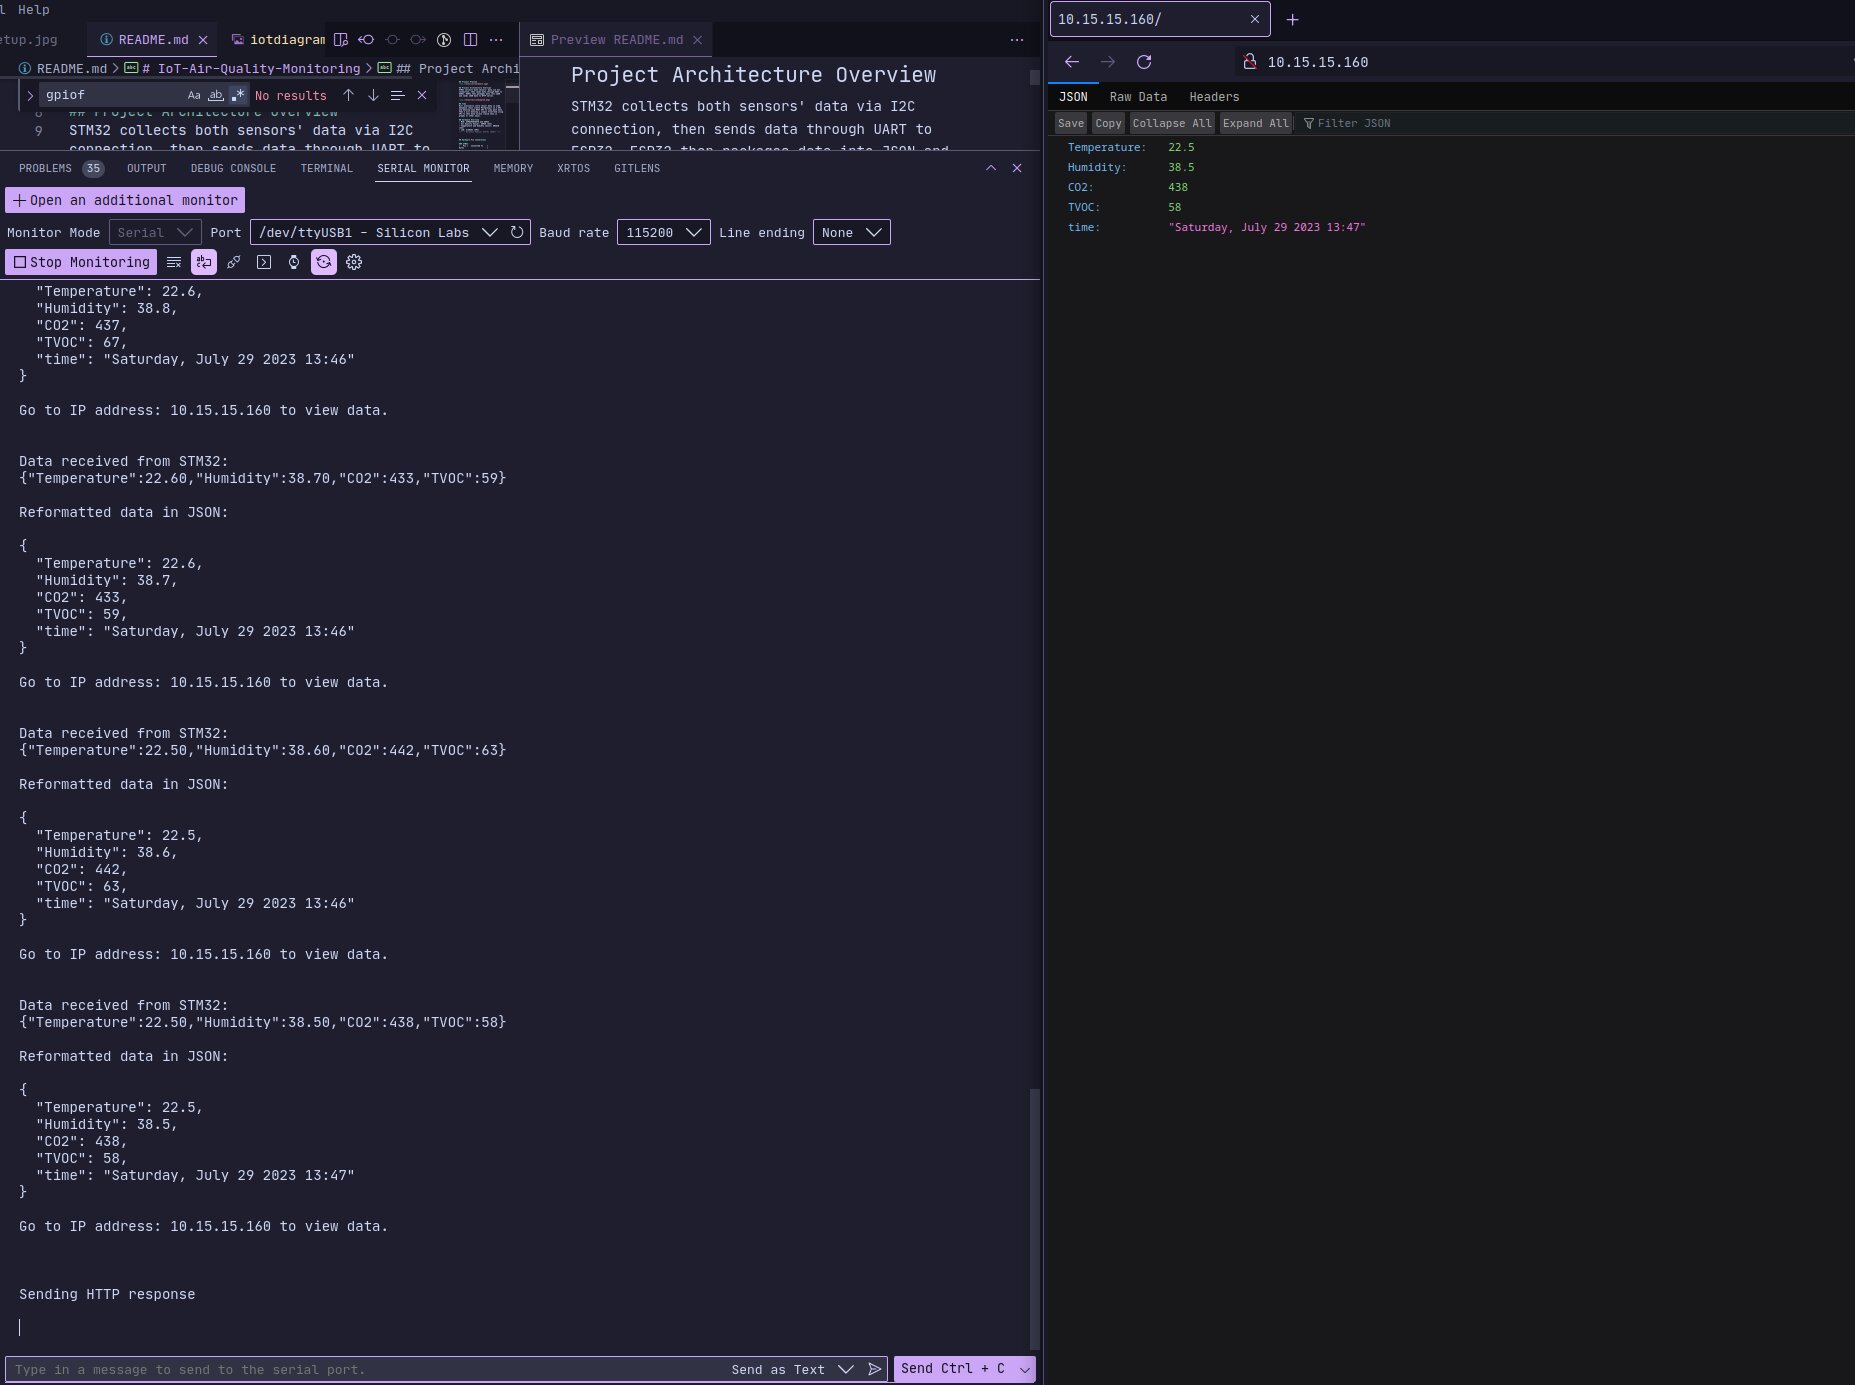 l Help
etup.jpg
README.md
iotdiagram
Preview README.md
README.md > # IoT-Air-Quality-Monitoring > ## Project Archi
gpiof
Aa ab .* No results
8 ## Project Architecture Overview
9 STM32 collects both sensors' data via I2C
connection, then sends data through UART to
Project Architecture Overview
STM32 collects both sensors' data via I2C
connection, then sends data through UART to
ESP32. ESP32 then packages data into JSON and
PROBLEMS 35 OUTPUT DEBUG CONSOLE TERMINAL SERIAL MONITOR MEMORY XRTOS GITLENS
Open an additional monitor
Monitor Mode Serial Port /dev/ttyUSB1 - Silicon Labs Baud rate 115200 Line ending None
Stop Monitoring
"Temperature": 22.6,
"Humidity": 38.8,
"CO2": 437,
"TVOC": 67,
"time": "Saturday, July 29 2023 13:46"
}
Go to IP address: 10.15.15.160 to view data.
Data received from STM32:
{"Temperature":22.60,"Humidity":38.70,"CO2":433,"TVOC":59}
Reformatted data in JSON:
{
"Temperature": 22.6,
"Humidity": 38.7,
"CO2": 433,
"TVOC": 59,
"time": "Saturday, July 29 2023 13:46"
}
Go to IP address: 10.15.15.160 to view data.
Data received from STM32:
{"Temperature":22.50,"Humidity":38.60,"CO2":442,"TVOC":63}
Reformatted data in JSON:
{
"Temperature": 22.5,
"Humidity": 38.6,
"CO2": 442,
"TVOC": 63,
"time": "Saturday, July 29 2023 13:46"
}
Go to IP address: 10.15.15.160 to view data.
Data received from STM32:
{"Temperature":22.50,"Humidity":38.50,"CO2":438,"TVOC":58}
Reformatted data in JSON:
{
"Temperature": 22.5,
"Humidity": 38.5,
"CO2": 438,
"TVOC": 58,
"time": "Saturday, July 29 2023 13:47"
}
Go to IP address: 10.15.15.160 to view data.
Sending HTTP response
Type in a message to send to the serial port.
Send as Text
Send Ctrl + C
10.15.15.160/
10.15.15.160
JSON Raw Data Headers
Save Copy Collapse All Expand All Filter JSON
Temperature: 22.5
Humidity: 38.5
CO2: 438
TVOC: 58
time: "Saturday, July 29 2023 13:47"